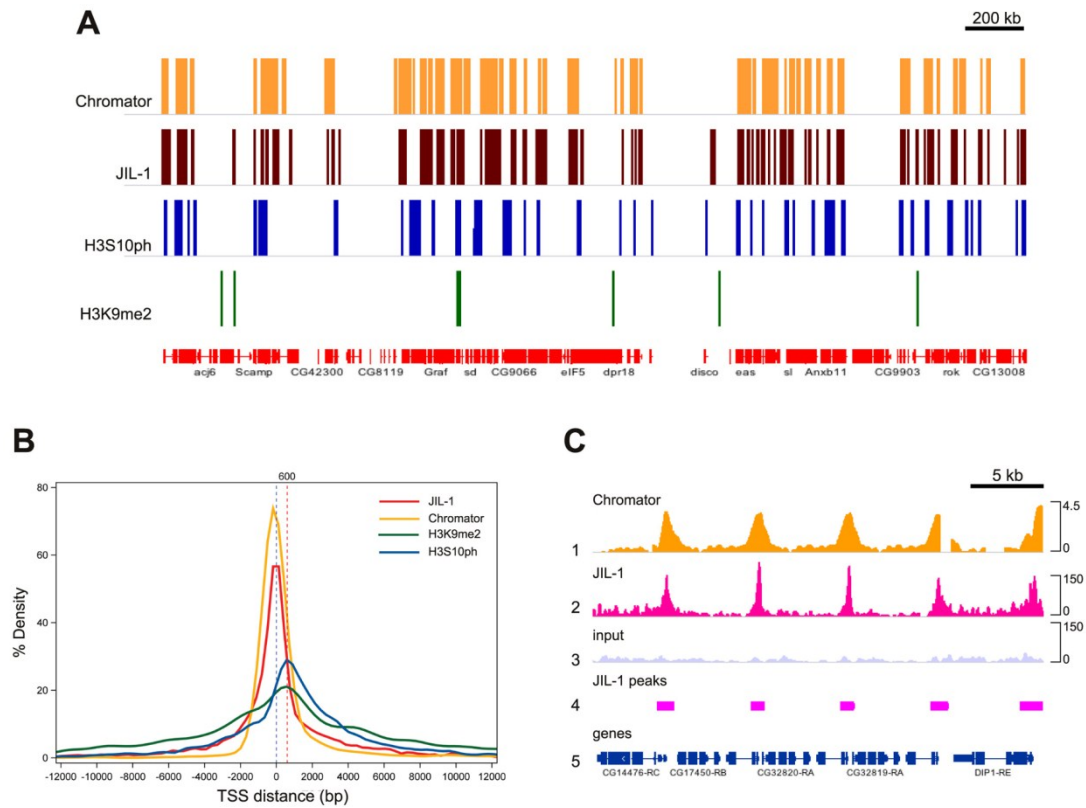 A
200 kb
Chromator
JIL-1
H3S10ph
H3K9me2
acj6 Scamp CG42300 CG8119 Graf sd CG9066 eIF5 dpr18 disco eas sl Anxb11 CG9903 rok CG13008
B
600
80
60
40
20
0
% Density
JIL-1
Chromator
H3K9me2
H3S10ph
-12000 -10000 -8000 -6000 -4000 -2000 0 2000 4000 6000 8000 10000 12000
TSS distance (bp)
C
5 kb
Chromator
4.5
1 0
JIL-1
150
2 0
input 150
3 0
JIL-1 peaks
4
genes
5
CG14476-RC CG17450-RB CG32820-RA CG32819-RA DIP1-RE